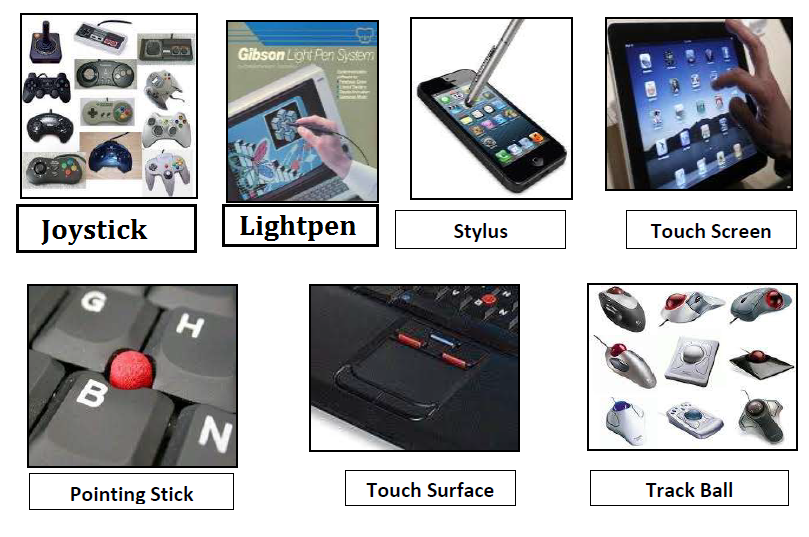 Gibson Light Pen System
Joystick
Lightpen
Stylus
Touch Screen
G
H
B
N
Pointing Stick
Touch Surface
Track Ball